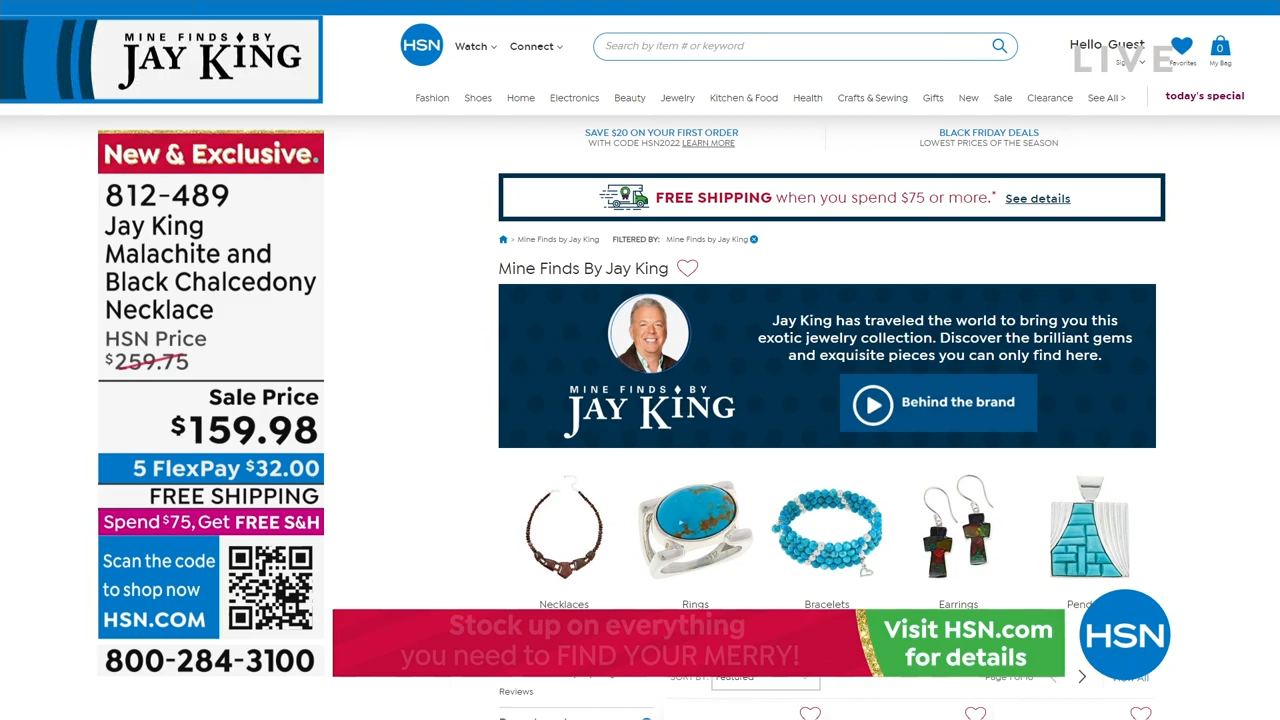 MINE FINDS BY
JAY KING
HSN
Watch
Connect
Search by item # or keyword
Hello, Guest
LIVE
Favorites
0
My Bag
Fashion
Shoes
Home
Electronics
Beauty
Jewelry
Kitchen & Food
Health
Crafts & Sewing
Gifts
New
Sale
Clearance
See All >
today's special
SAVE $20 ON YOUR FIRST ORDER
WITH CODE HSN2022 LEARN MORE
BLACK FRIDAY DEALS
LOWEST PRICES OF THE SEASON
New & Exclusive.
812-489
Jay King
Malachite and
Black Chalcedony
Necklace
HSN Price
$259.75
Sale Price
$159.98
5 FlexPay $32.00
FREE SHIPPING
Spend $75, Get FREE S&H
Scan the code
to shop now
HSN.COM
800-284-3100
FREE SHIPPING when you spend $75 or more.* See details
> Mine Finds by Jay King
FILTERED BY: Mine Finds by Jay King
Mine Finds By Jay King
Jay King has traveled the world to bring you this
exotic jewelry collection. Discover the brilliant gems
and exquisite pieces you can only find here.
MINE FINDS BY
JAY KING
Behind the brand
Necklaces
Rings
Bracelets
Earrings
Stock up on everything
you need to FIND YOUR MERRY!
Visit HSN.com
for details
HSN
SORT BY:
Featured
Reviews